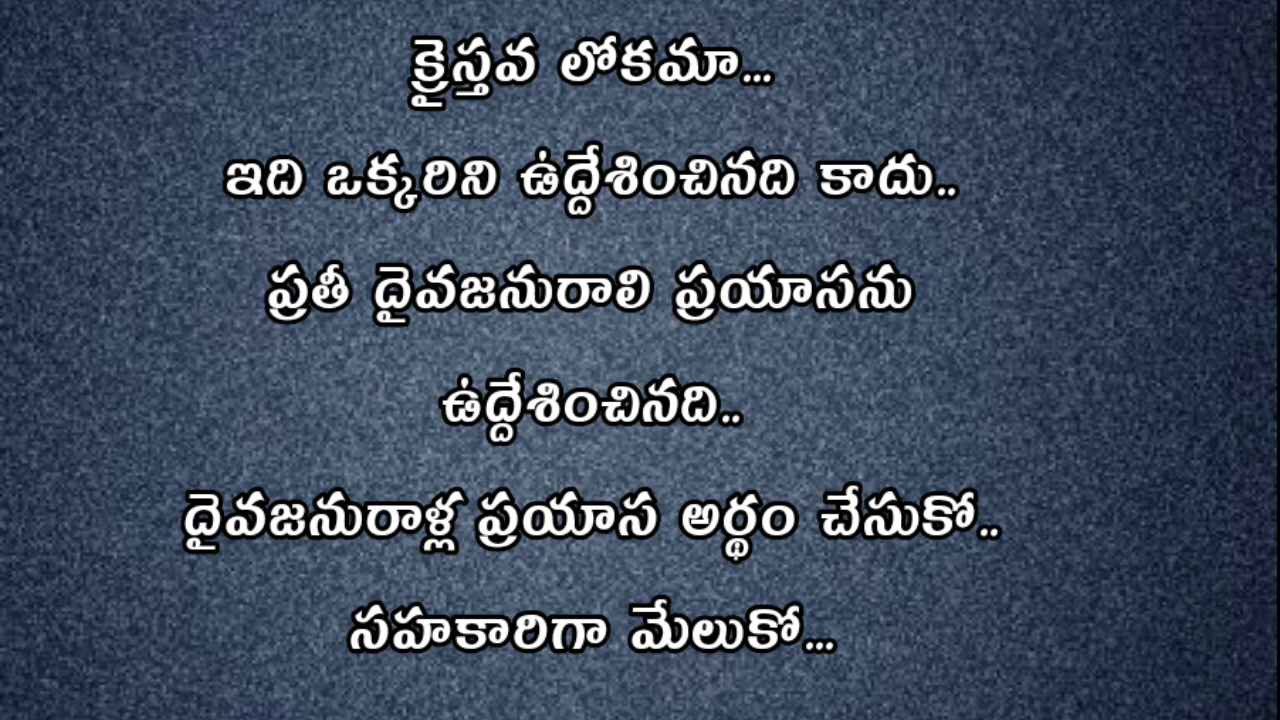 క్రైస్తవ లోకమా...
ఇది ఒక్కరిని ఉద్దేశించినది కాదు..
ప్రతీ దైవజనురాలి ప్రయాసను
ఉద్దేశించినది..
దైవజనురాళ్ల ప్రయాస అర్థం చేసుకో..
సహకారిగా మేలుకో...